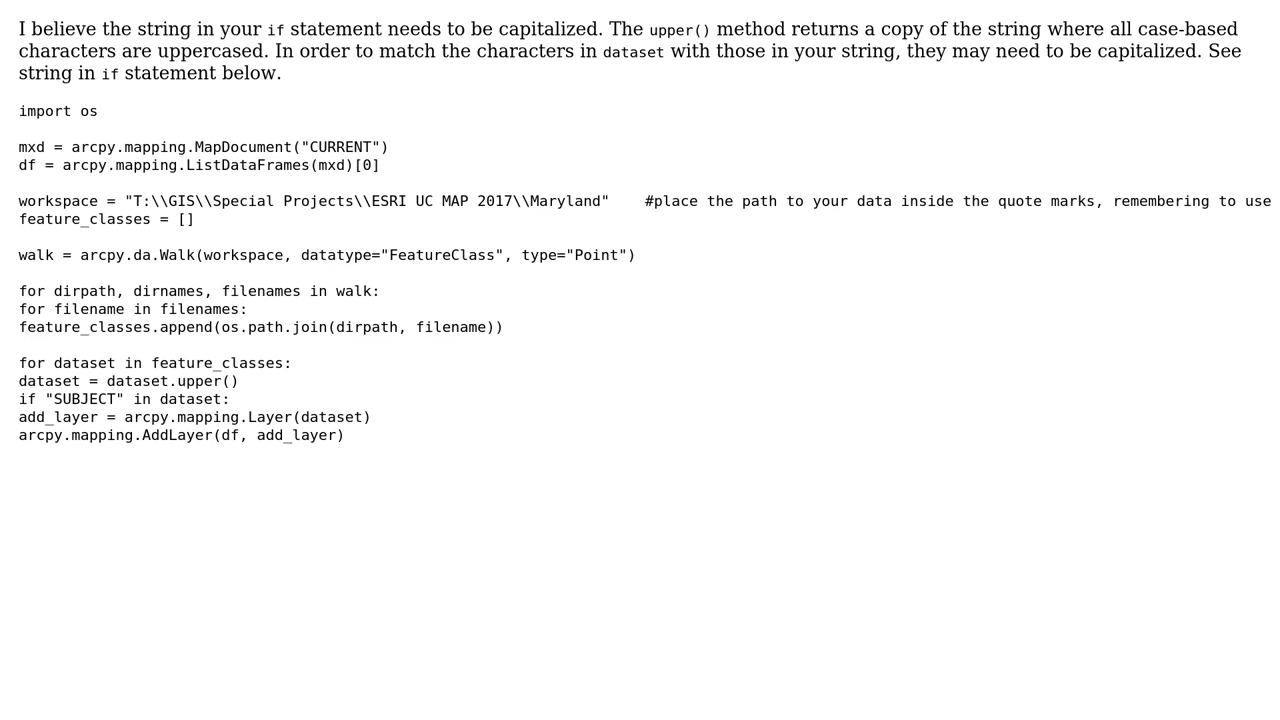 I believe the string in your if statement needs to be capitalized. The upper() method returns a copy of the string where all case-based
characters are uppercased. In order to match the characters in dataset with those in your string, they may need to be capitalized. See
string in if statement below.
import os
mxd = arcpy.mapping.MapDocument("CURRENT")
df = arcpy.mapping.ListDataFrames(mxd)[0]
workspace = "T:\\GIS\\Special Projects\\ESRI UC MAP 2017\\Maryland"    #place the path to your data inside the quote marks, remembering to use
feature_classes = []
walk = arcpy.da.Walk(workspace, datatype="FeatureClass", type="Point")
for dirpath, dirnames, filenames in walk:
for filename in filenames:
feature_classes.append(os.path.join(dirpath, filename))
for dataset in feature_classes:
dataset = dataset.upper()
if "SUBJECT" in dataset:
add_layer = arcpy.mapping.Layer(dataset)
arcpy.mapping.AddLayer(df, add_layer)